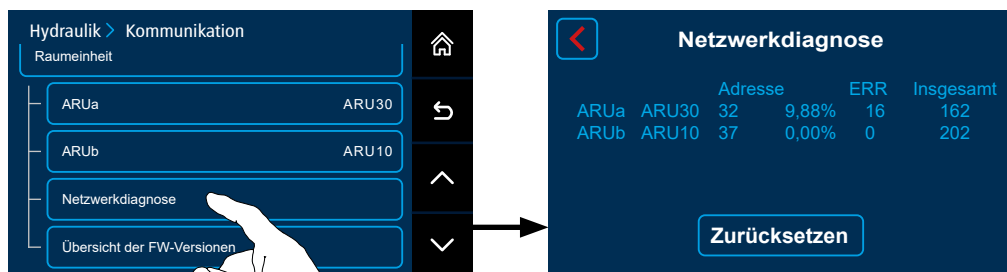 Hydraulik > Kommunikation
Raumeinheit
ARUa ARU30
ARUb ARU10
Netzwerkdiagnose
Übersicht der FW-Versionen
Netzwerkdiagnose
Adresse ERR Insgesamt
ARUa ARU30 32 9,88% 16 162
ARUb ARU10 37 0,00% 0 202
Zurücksetzen